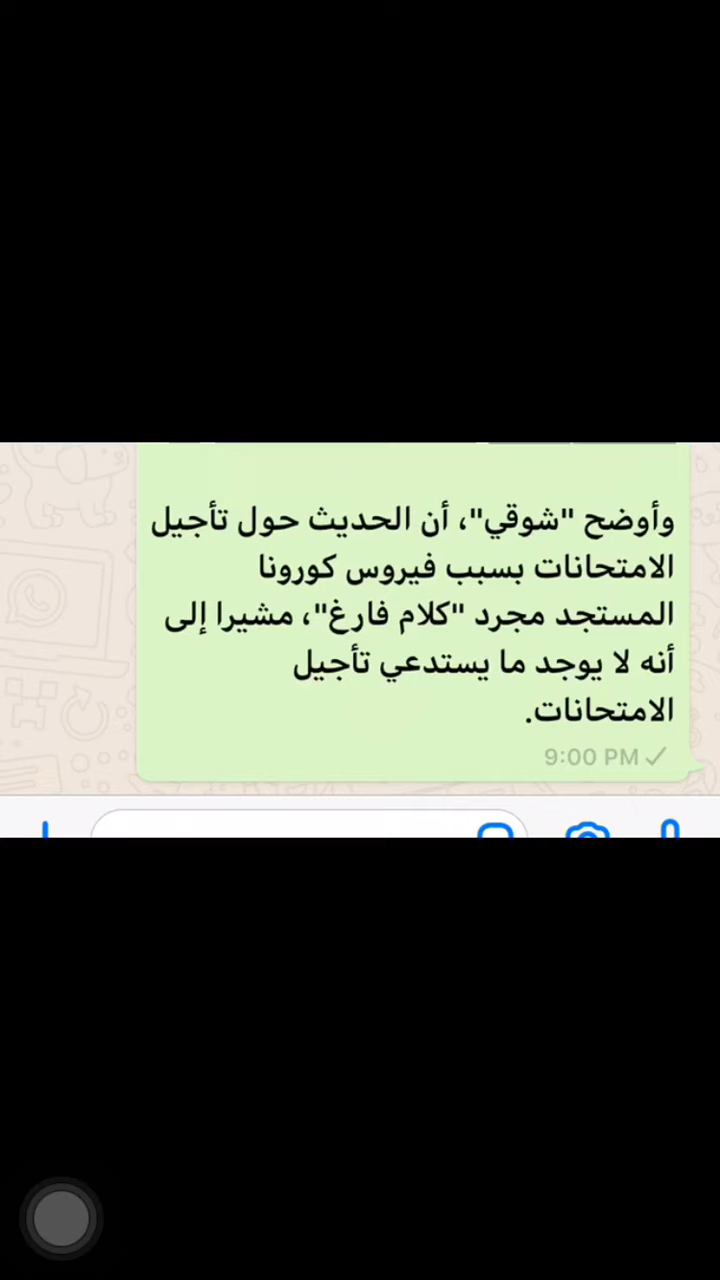 وأوضح "شوقي"، أن الحديث حول تأجيل
الامتحانات بسبب فيروس كورونا
المستجد مجرد "كلام فارغ"، مشيرا إلى
أنه لا يوجد ما يستدعي تأجيل
الامتحانات.
9:00 PM